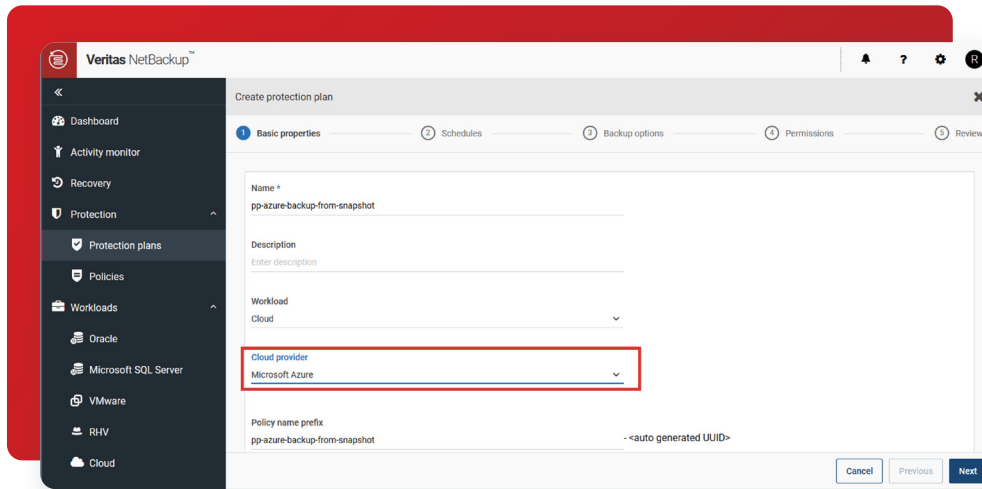 Veritas NetBackup™
?
R
«
Create protection plan
Dashboard
Activity monitor
Recovery
Protection
Protection plans
Policies
Workloads
Oracle
Microsoft SQL Server
VMware
RHV
Cloud
1 Basic properties
2 Schedules
3 Backup options
4 Permissions
5 Review
Name *
pp-azure-backup-from-snapshot
Description
Enter description
Workload
Cloud
Cloud provider
Microsoft Azure
Policy name prefix
pp-azure-backup-from-snapshot - <auto generated UUID>
Cancel
Previous
Next